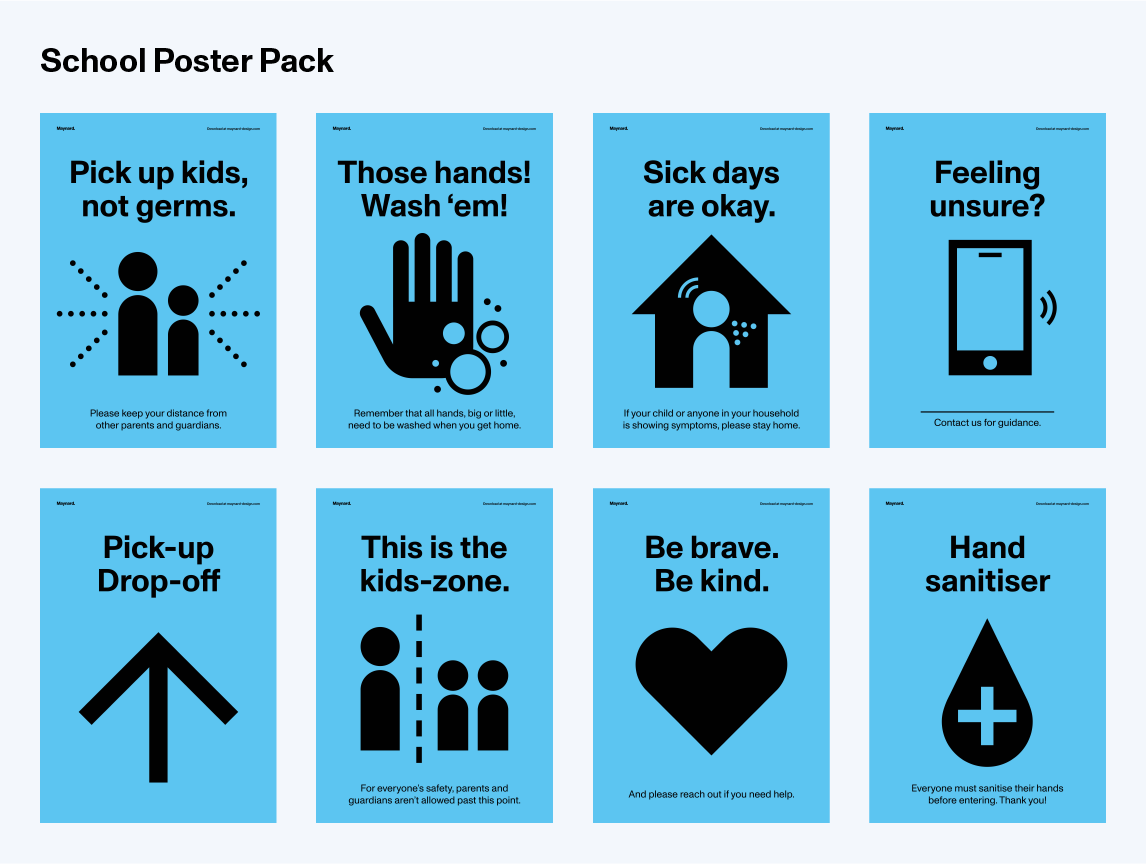 School Poster Pack
Maynard.
Download at maynard-design.com
Pick up kids,
not germs.
Please keep your distance from
other parents and guardians.
Maynard.
Download at maynard-design.com
Those hands!
Wash ‘em!
Remember that all hands, big or little,
need to be washed when you get home.
Maynard.
Download at maynard-design.com
Sick days
are okay.
If your child or anyone in your household
is showing symptoms, please stay home.
Maynard.
Download at maynard-design.com
Feeling
unsure?
Contact us for guidance.
Maynard.
Download at maynard-design.com
Pick-up
Drop-off
Maynard.
Download at maynard-design.com
This is the
kids-zone.
For everyone's safety, parents and
guardians aren't allowed past this point.
Maynard.
Download at maynard-design.com
Be brave.
Be kind.
And please reach out if you need help.
Maynard.
Download at maynard-design.com
Hand
sanitiser
Everyone must sanitise their hands
before entering. Thank you!